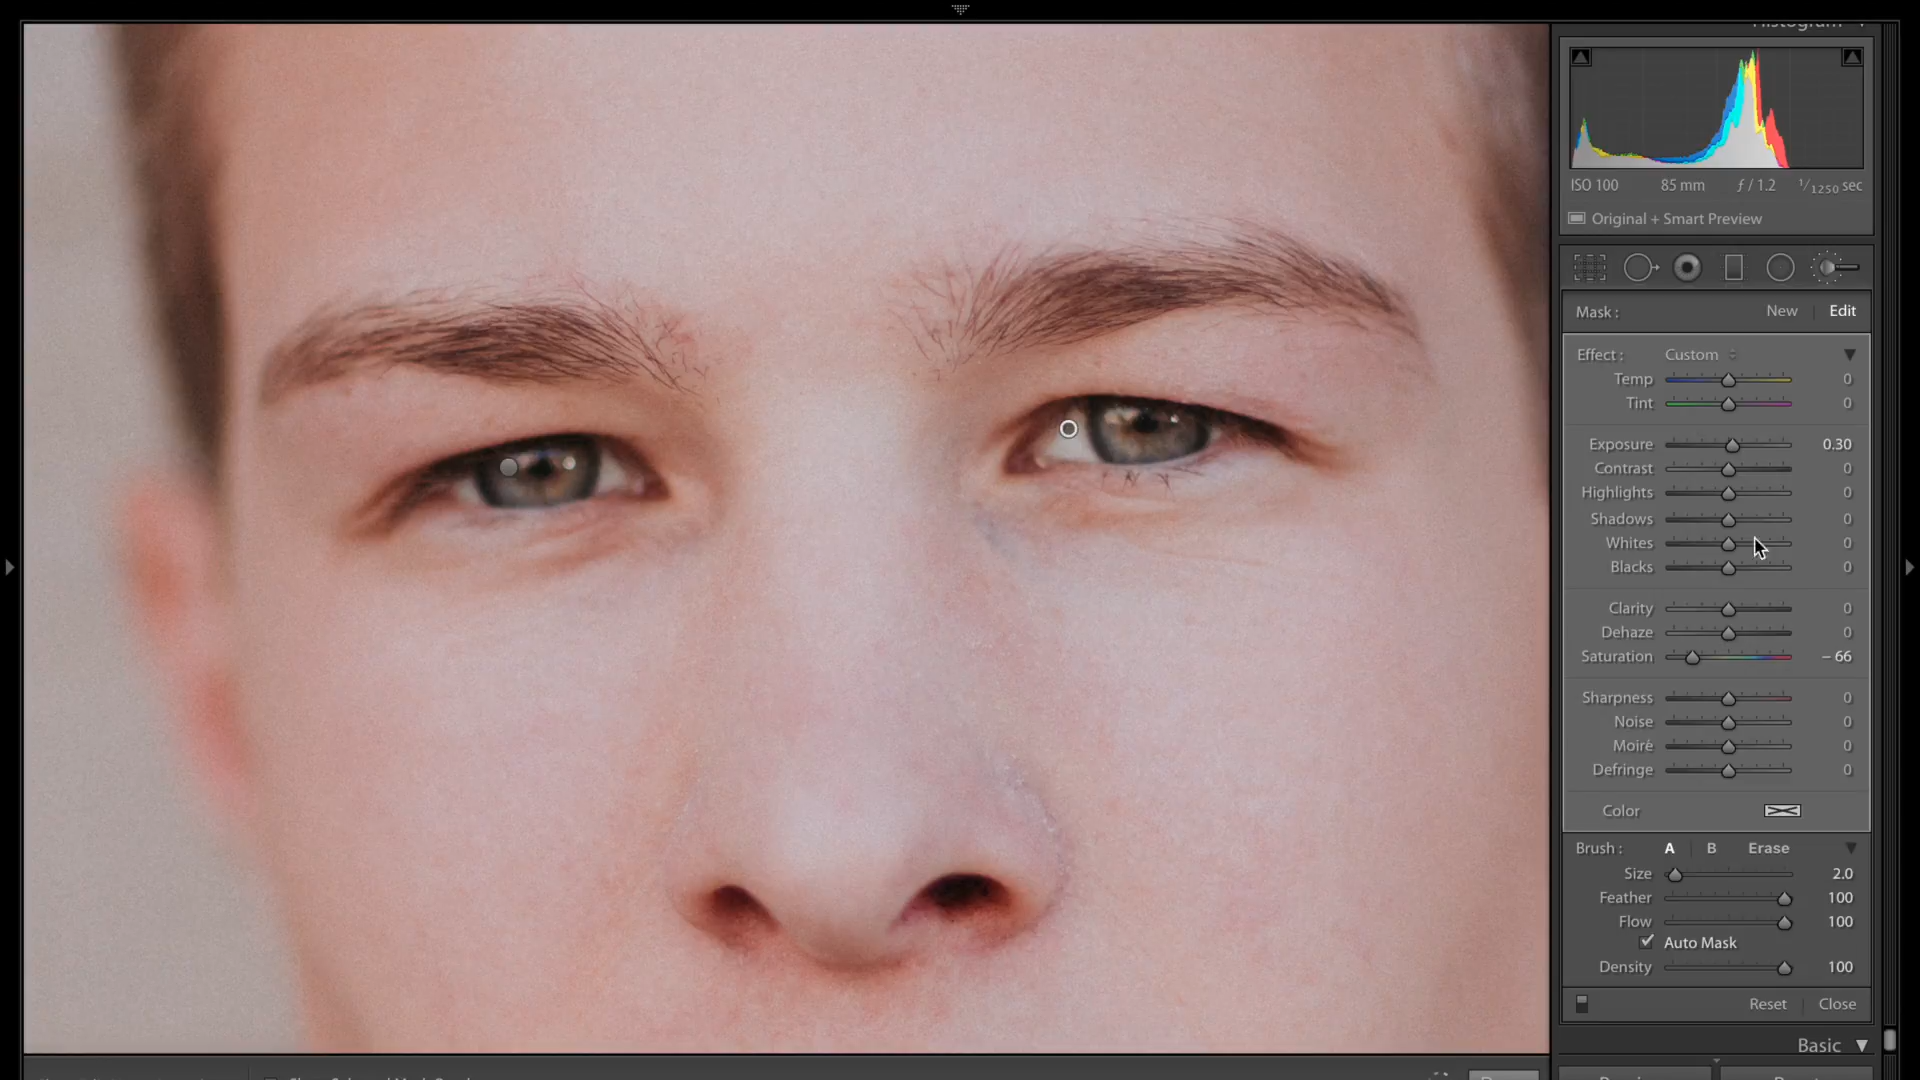 Histogram
ISO 100 85 mm ƒ / 1.2 1/1250 sec
Original + Smart Preview
Mask : New Edit
Effect : Custom
Temp 0
Tint 0
Exposure 0.30
Contrast 0
Highlights 0
Shadows 0
Whites 0
Blacks 0
Clarity 0
Dehaze 0
Saturation – 66
Sharpness 0
Noise 0
Moiré 0
Defringe 0
Color
Brush : A B Erase
Size 2.0
Feather 100
Flow 100
Auto Mask
Density 100
Reset Close
Basic